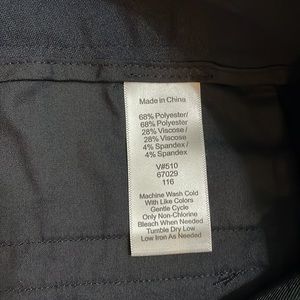 Made in China
68% Polyester/
68% Polyester
28% Viscose /
28% Viscose
4% Spandex
/ 4% Spandex
V#510
67029
116
Machine Wash Cold
With Like Colors
Gentle Cycle
Only Non-Chlorine
Bleach When Needed
Tumble Dry Low
Low Iron As Needed